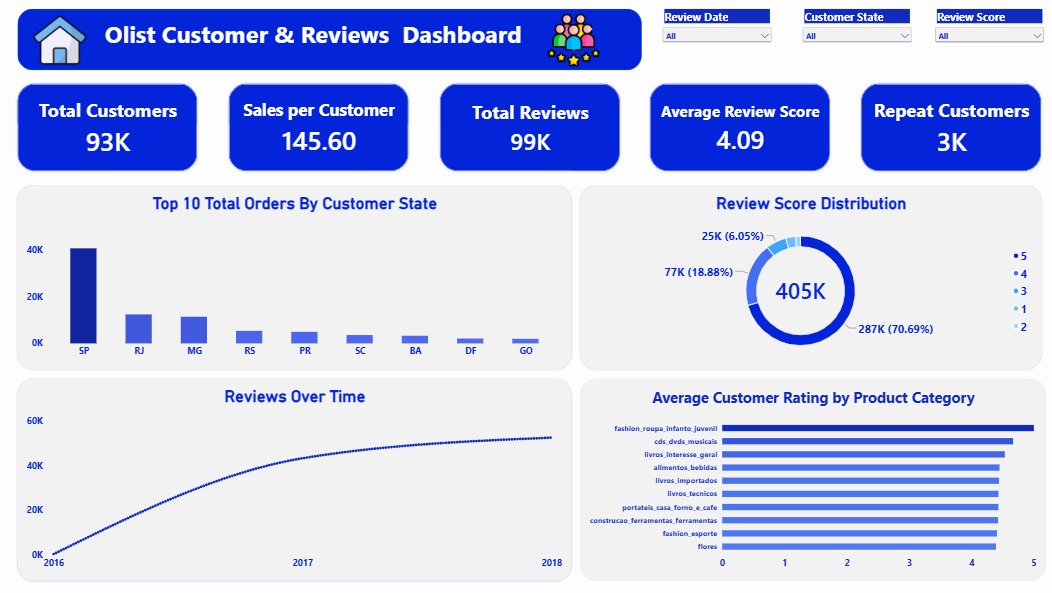 Olist Customer & Reviews Dashboard
Review Date
All
Customer State
All
Review Score
All
Total Customers
93K
Sales per Customer
145.60
Total Reviews
99K
Average Review Score
4.09
Repeat Customers
3K
Top 10 Total Orders By Customer State
40K
20K
0K
SP RJ MG RS PR SC BA DF GO
Review Score Distribution
25K (6.05%)
77K (18.88%)
405K
287K (70.69%)
5
4
3
1
2
Reviews Over Time
60K
40K
20K
0K
2016 2017 2018
Average Customer Rating by Product Category
fashion_roupa_infanto_juvenil
cds_dvds_musicais
livros_interesse_geral
alimentos_bebidas
livros_importados
livros_tecnicos
portateis_casa_forno_e_cafe
construcao_ferramentas_ferramentas
fashion_esporte
flores
0 1 2 3 4 5